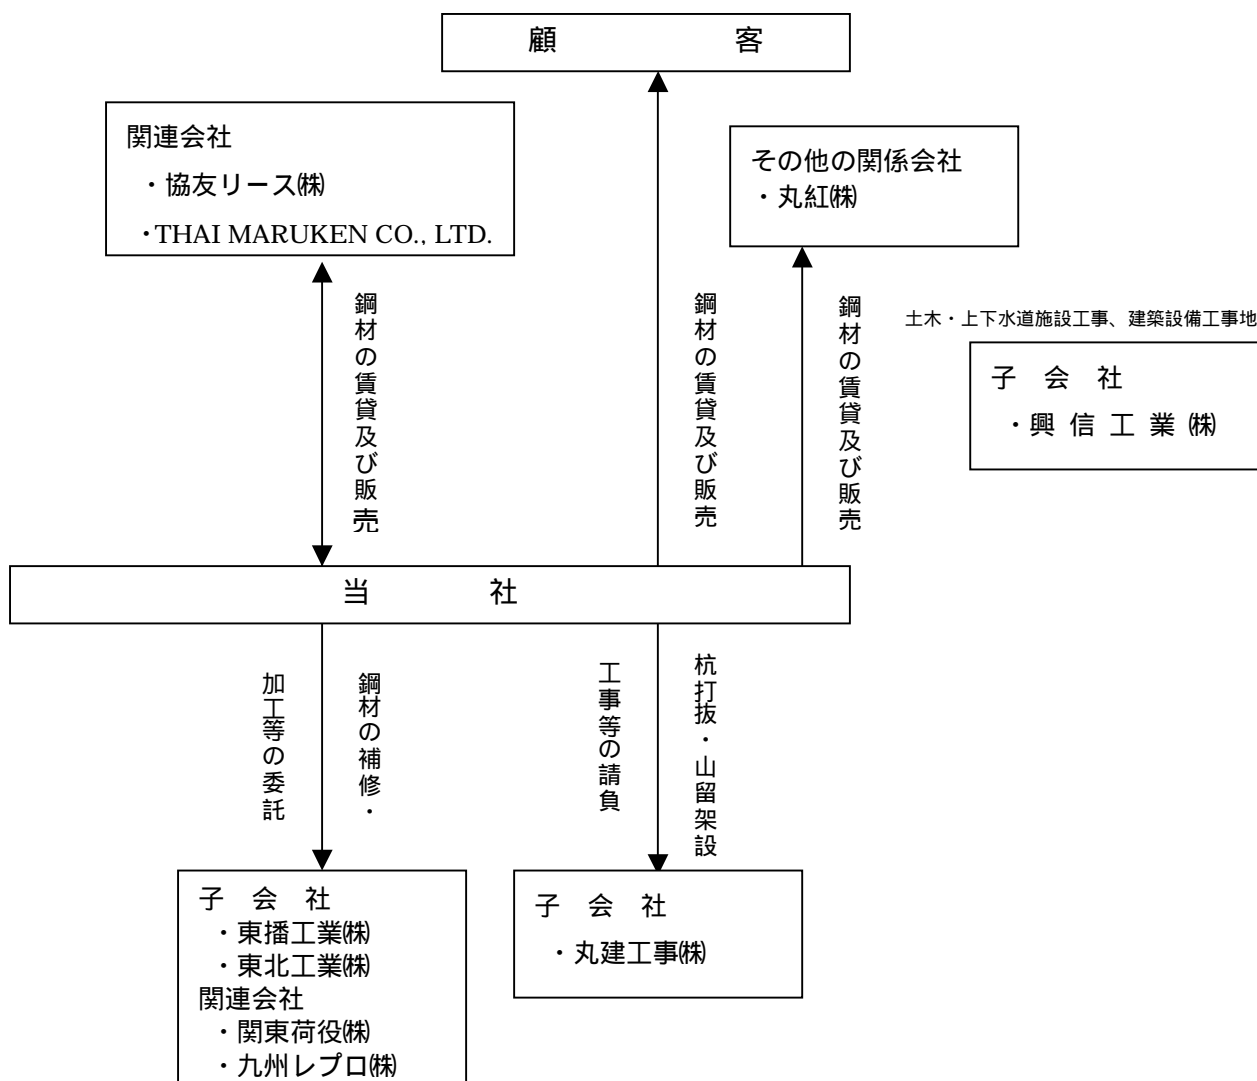 顧 客
関連会社
・協友リース㈱
・THAI MARUKEN CO., LTD.
その他の関係会社
・丸紅㈱
鋼材の賃貸及び販売
鋼材の賃貸及び販売
鋼材の賃貸及び販売
土木・上下水道施設工事、建築設備工事地
子 会 社
・興 信 工 業 ㈱
当 社
鋼材の補修・
加工等の委託
杭打抜・山留架設
工事等の請負
子 会 社
・東播工業㈱
・東北工業㈱
関連会社
・関東荷役㈱
・九州レプロ㈱
子 会 社
・丸建工事㈱